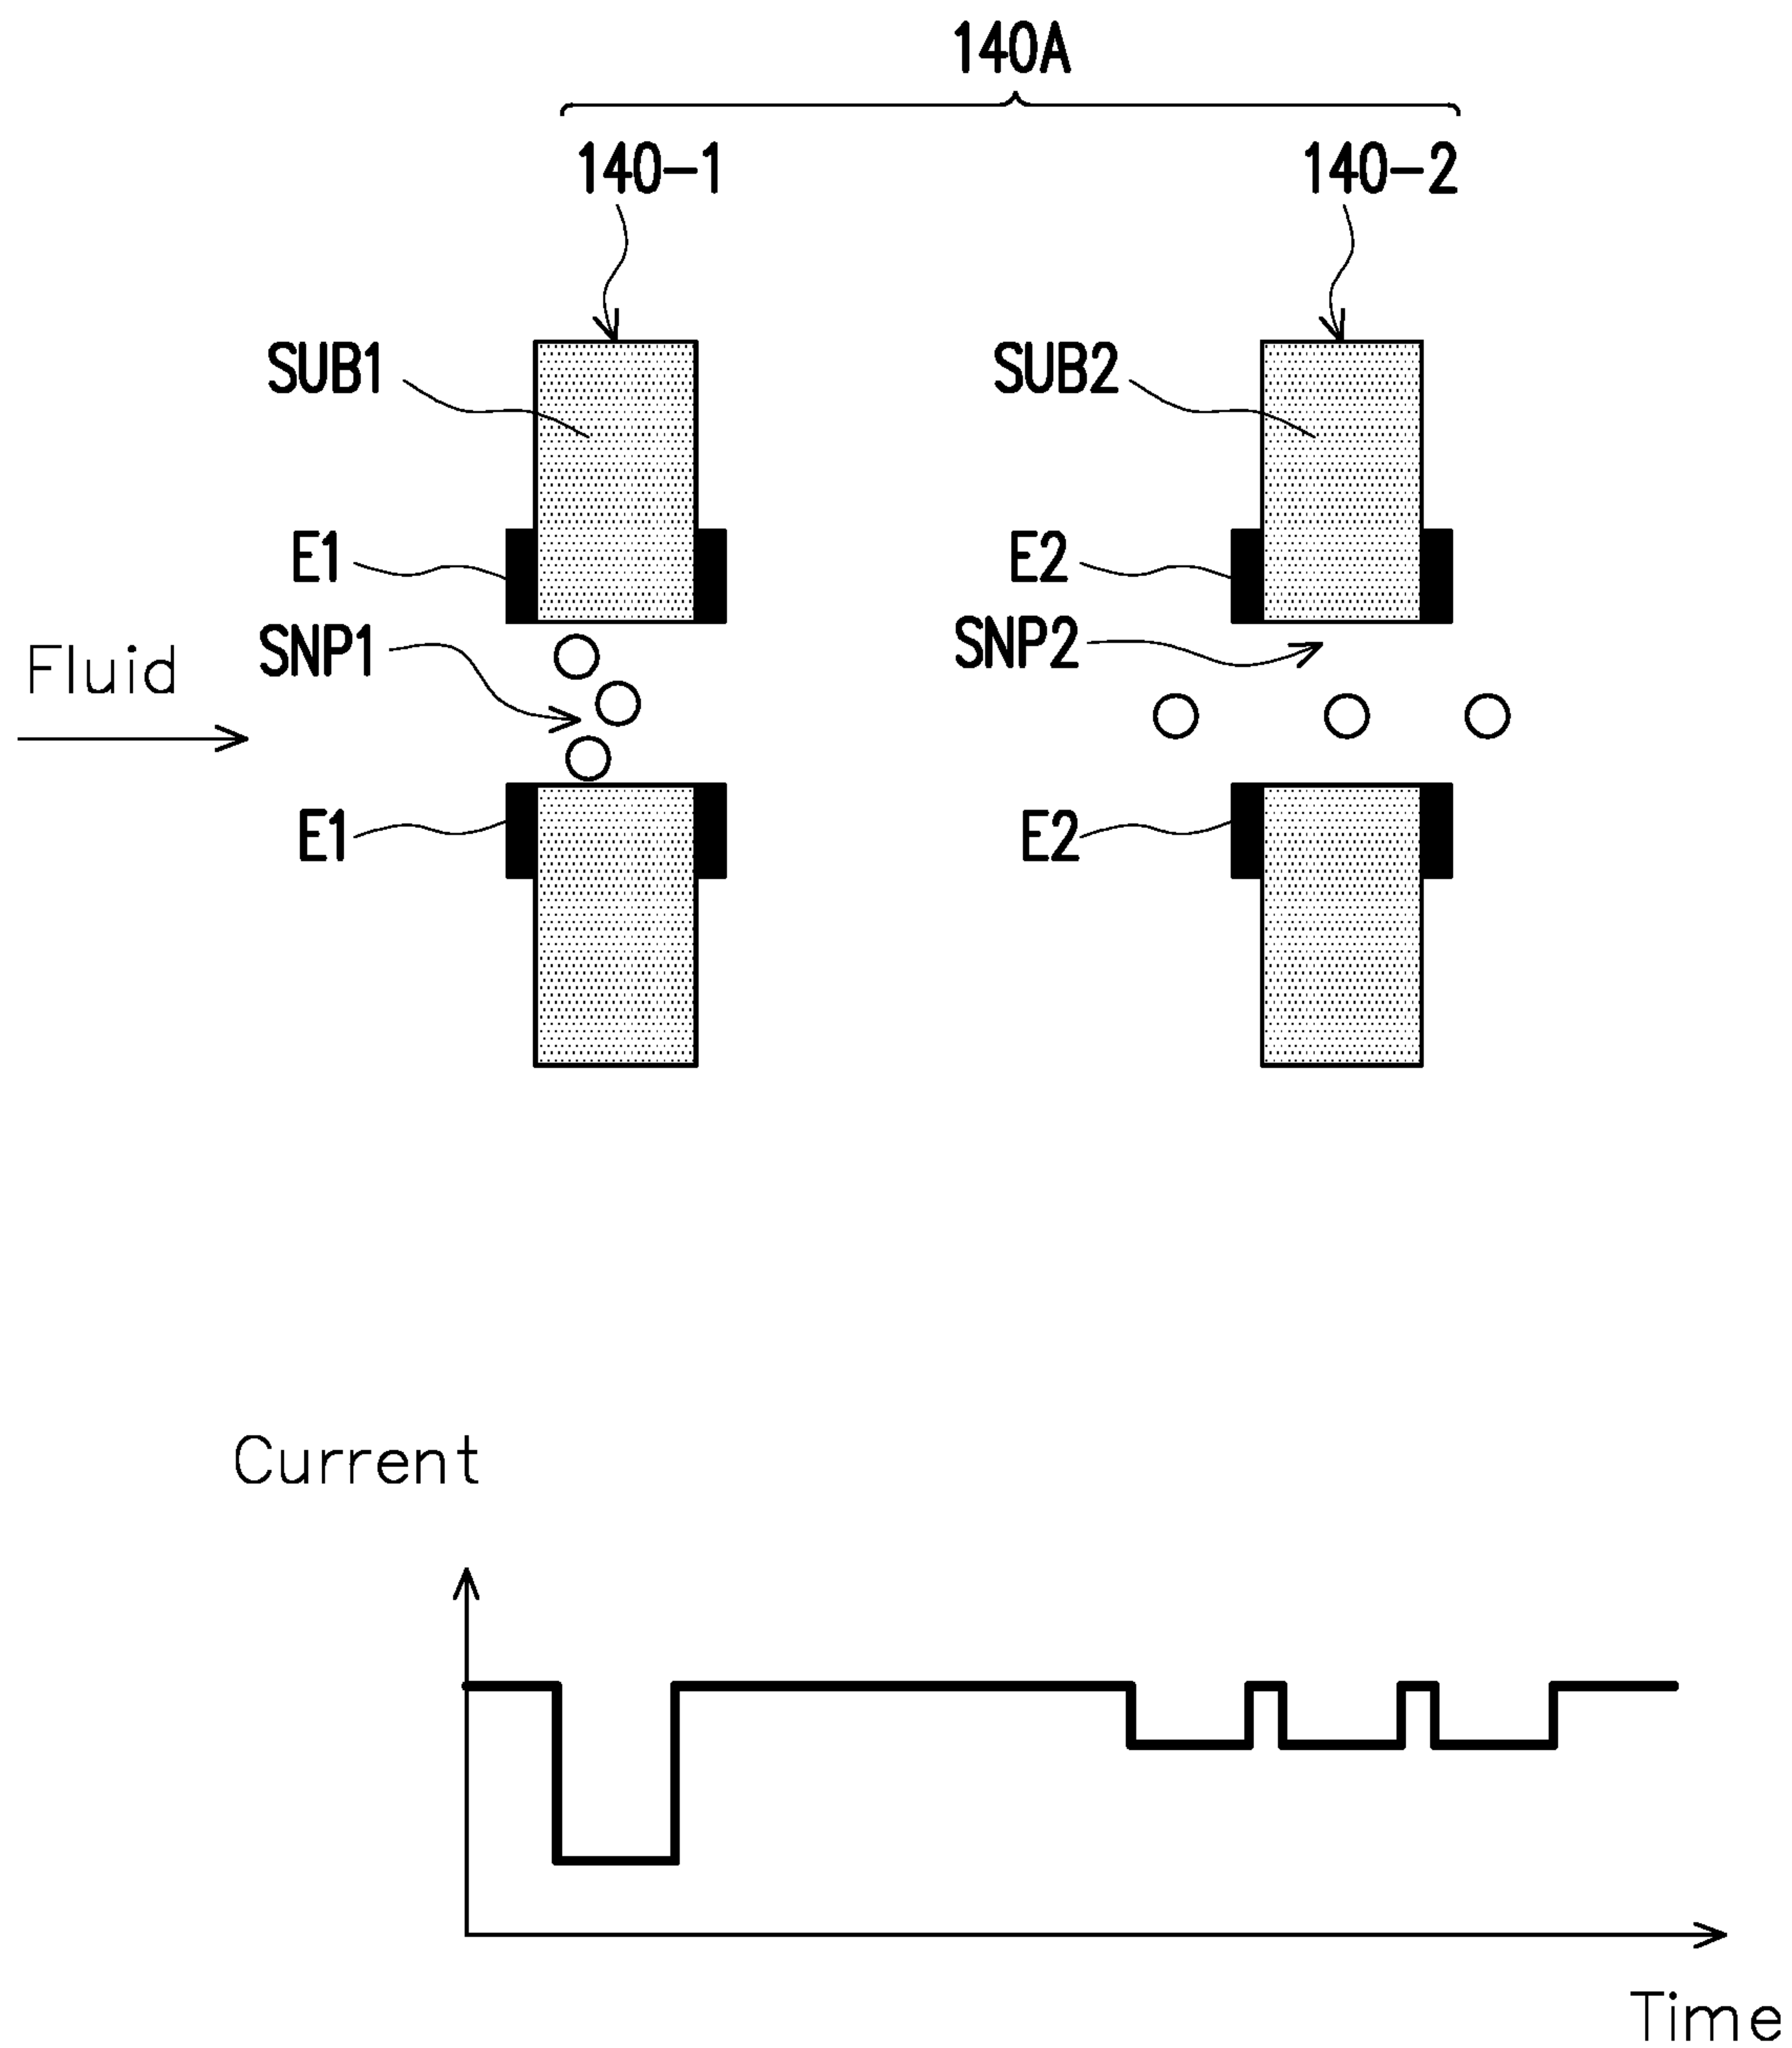 140A
140-1
140-2
SUB1
SUB2
E1
E2
Fluid
SNP1
SNP2
E1
E2
Current
Time